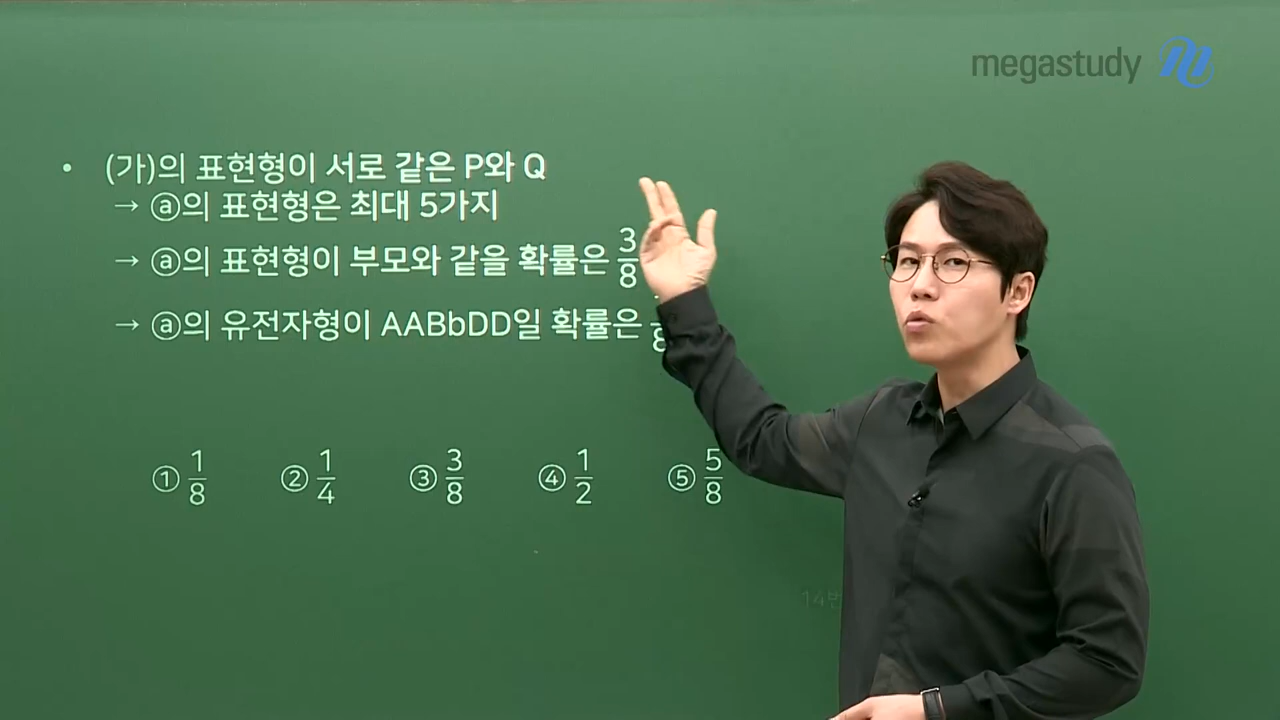 megastudy
• (가)의 표현형이 서로 같은 P와 Q
→ ⓐ의 표현형은 최대 5가지
→ ⓐ의 표현형이 부모와 같을 확률은 3/8
→ ⓐ의 유전자형이 AABbDD일 확률은
① 1/8 ② 1/4 ③ 3/8 ④ 1/2 ⑤ 5/8